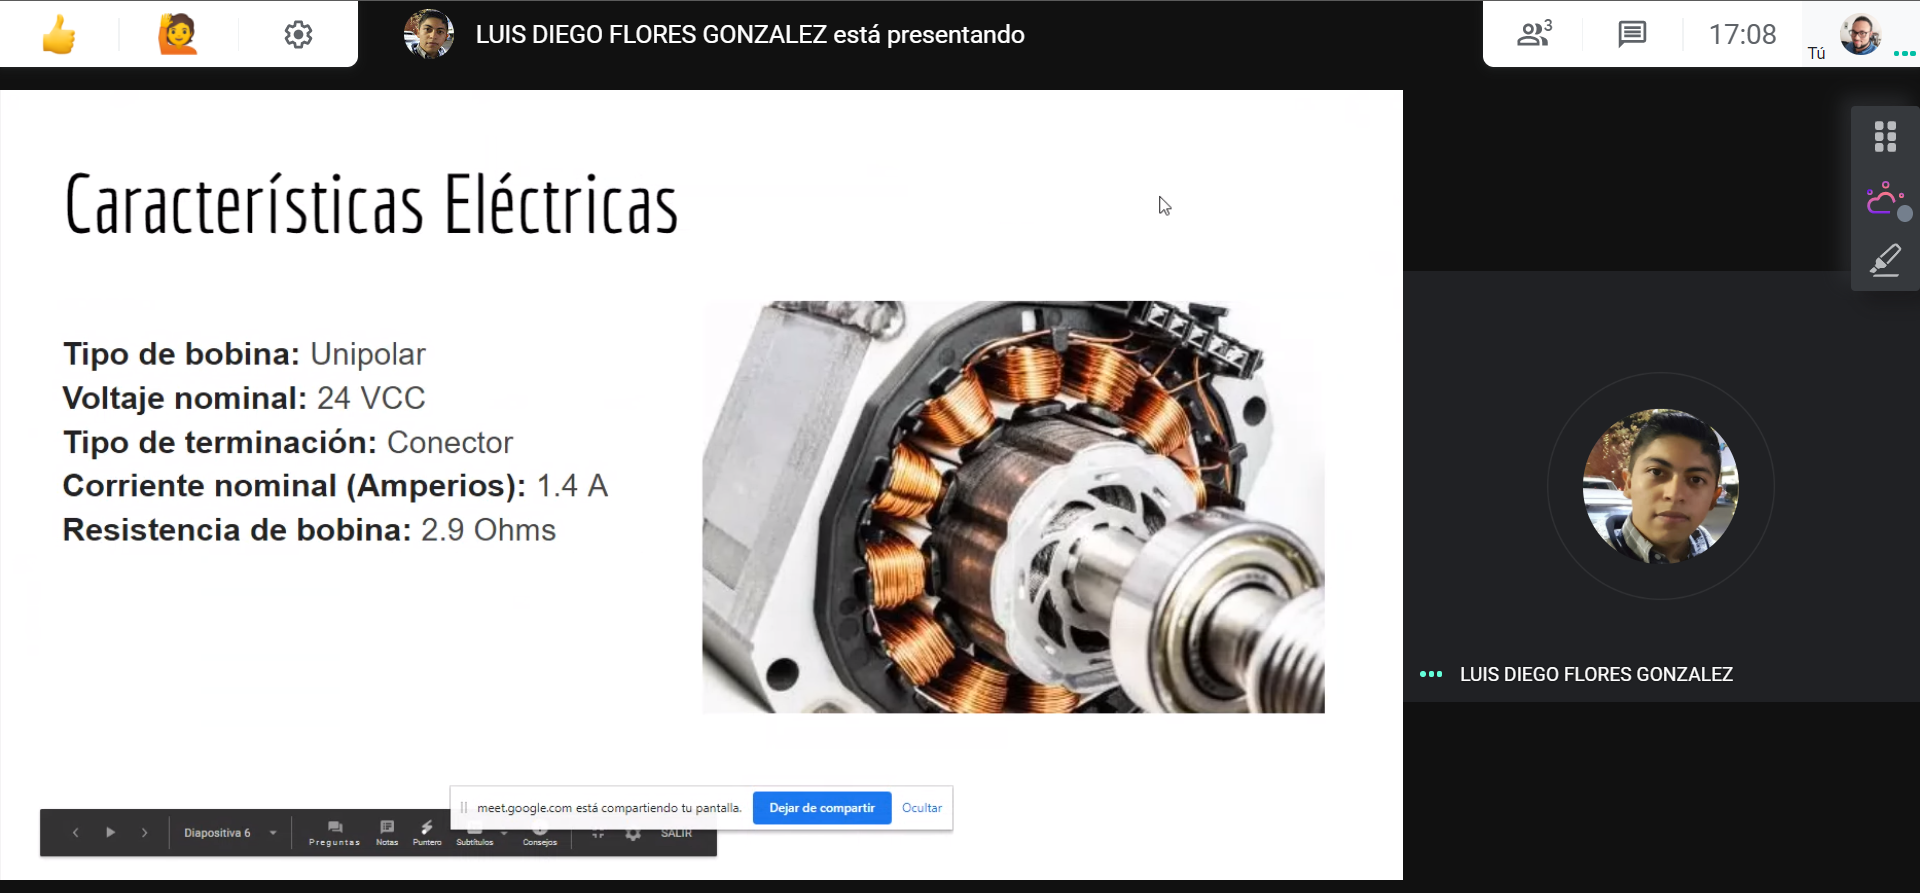 LUIS DIEGO FLORES GONZALEZ está presentando
3
17:08
Tú
Características Eléctricas
Tipo de bobina: Unipolar
Voltaje nominal: 24 VCC
Tipo de terminación: Conector
Corriente nominal (Amperios): 1.4 A
Resistencia de bobina: 2.9 Ohms
LUIS DIEGO FLORES GONZALEZ
meet.google.com está compartiendo tu pantalla.
Dejar de compartir
Ocultar
Diapositiva 6
Preguntas
Notas
Puntero
Subtítulos
Consejos
SALIR